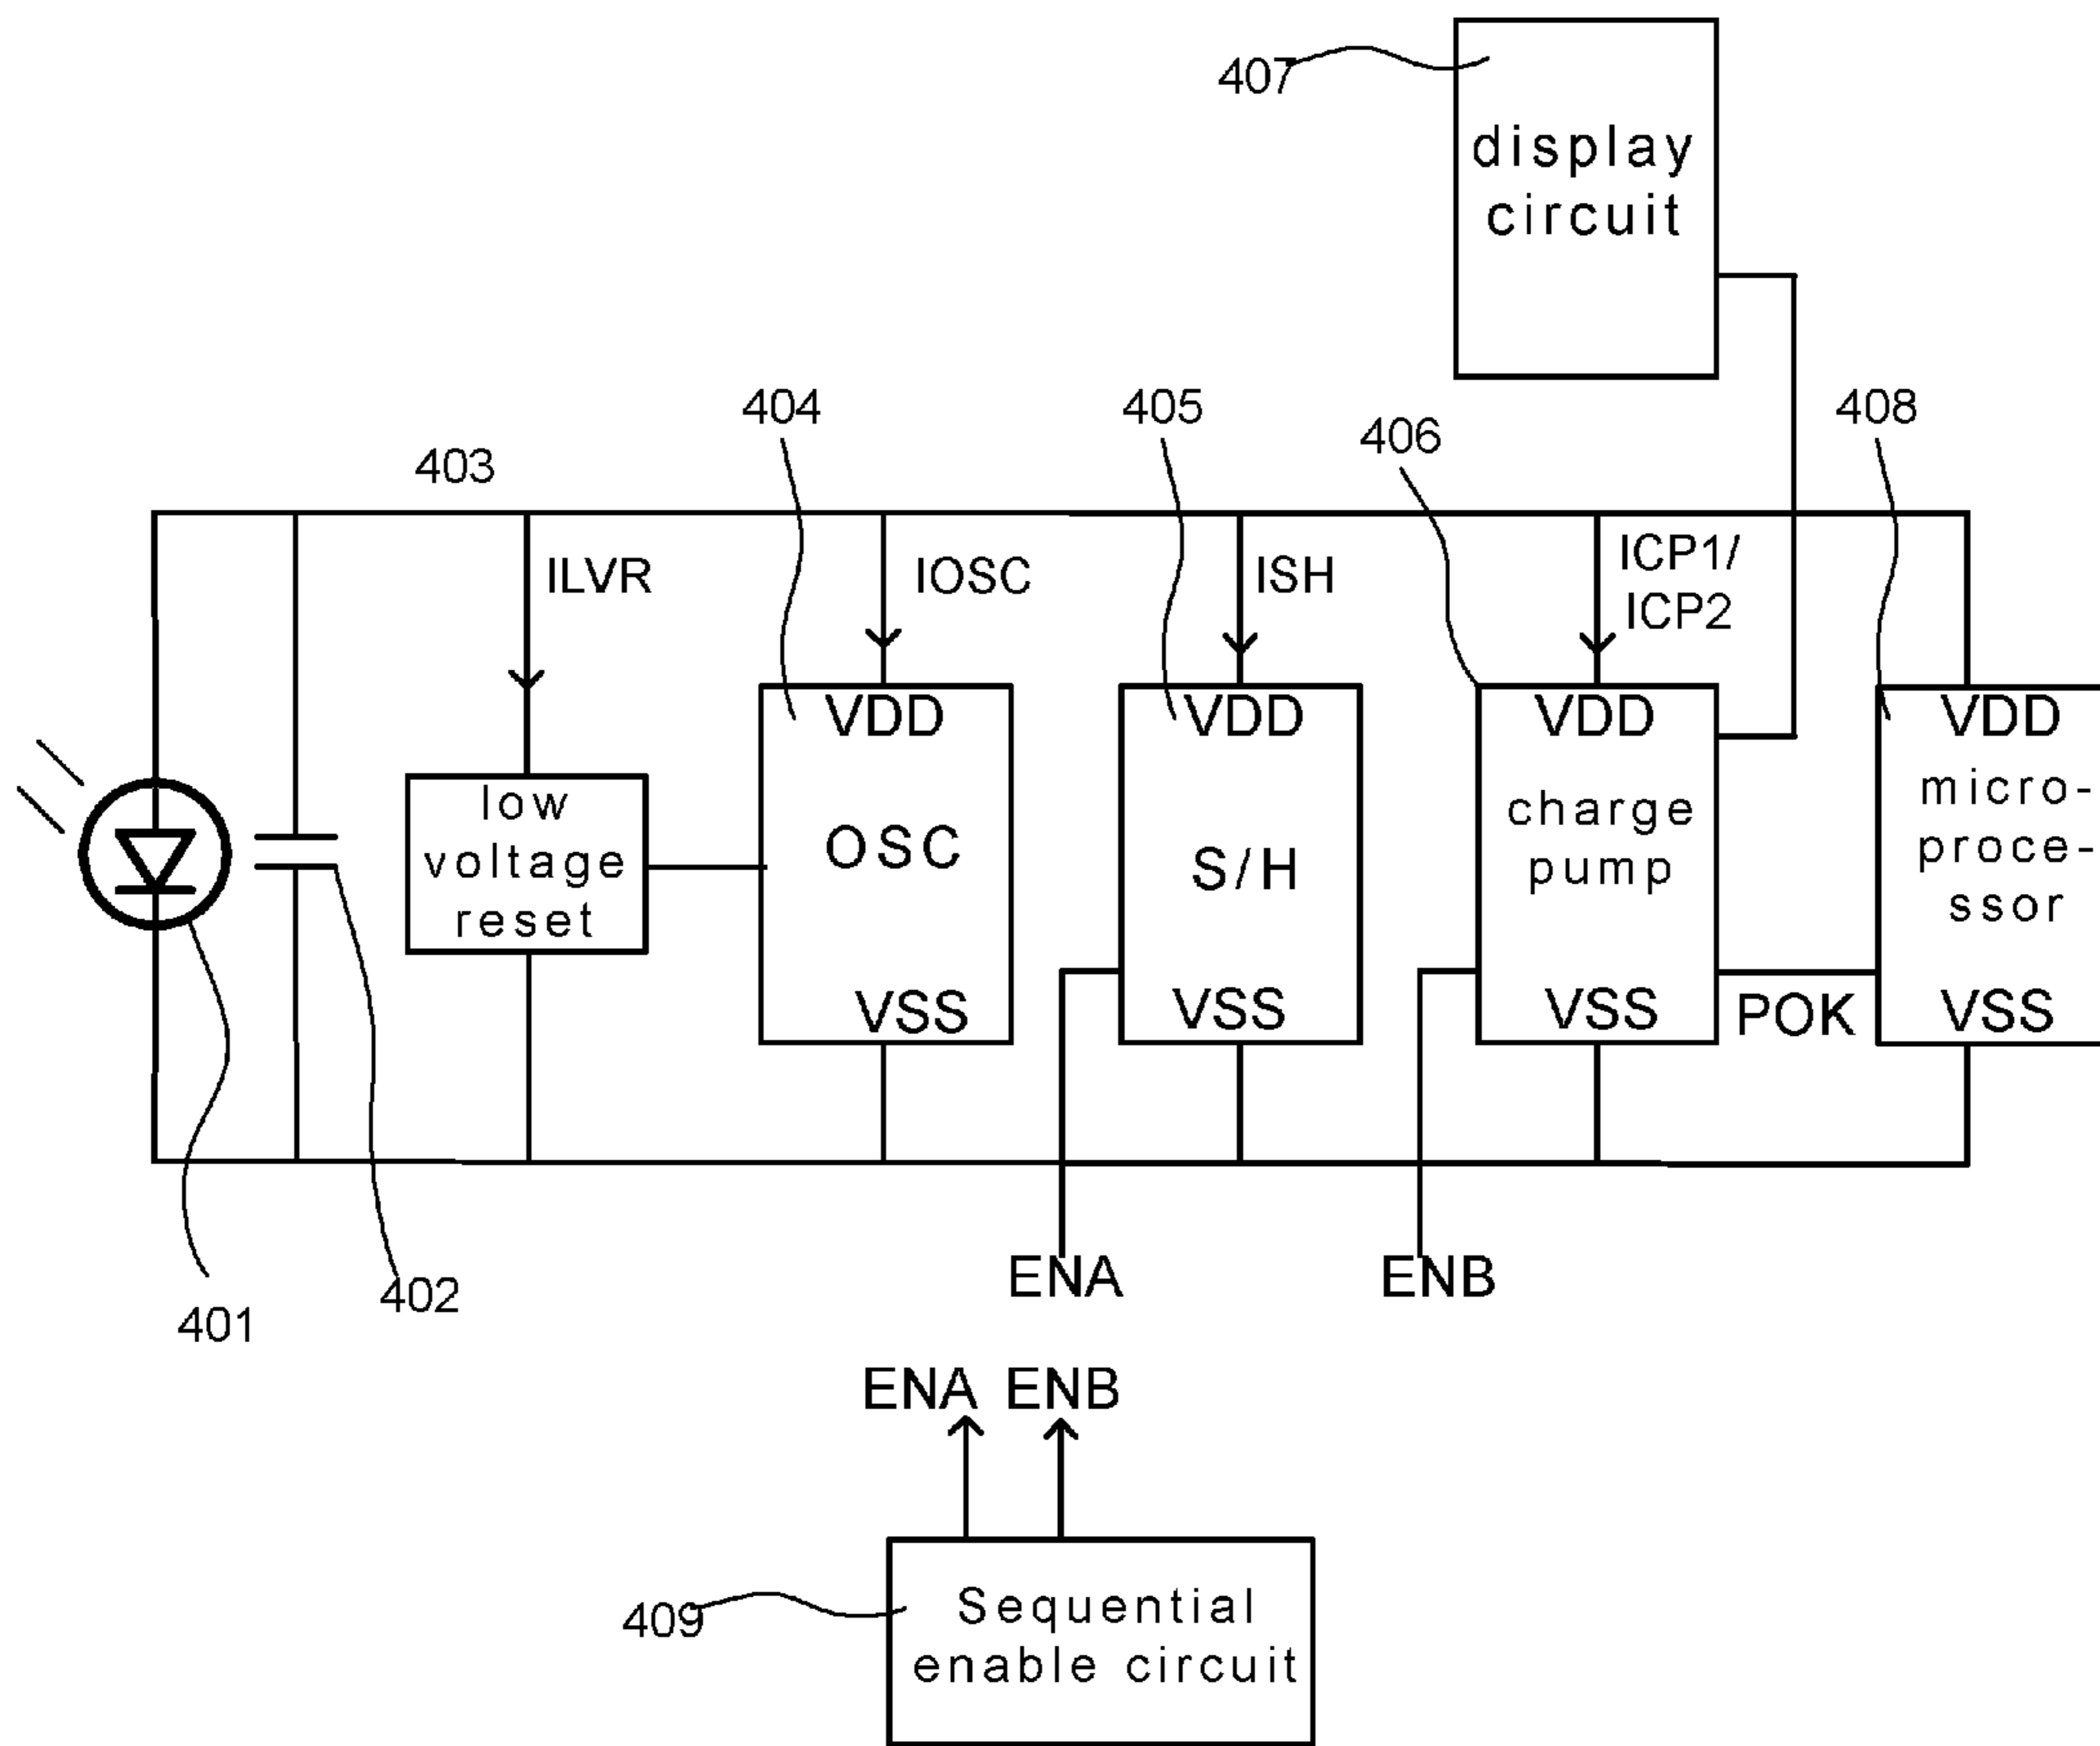 407
display
circuit
404
405
406
408
403
ILVR
IOSC
ISH
ICP1/
ICP2
VDD
VDD
VDD
VDD
low
voltage
reset
OSC
S/H
charge
pump
micro-
proce-
ssor
VSS
VSS
VSS
POK
VSS
ENA
ENB
402
401
ENA
ENB
409
Sequential
enable circuit